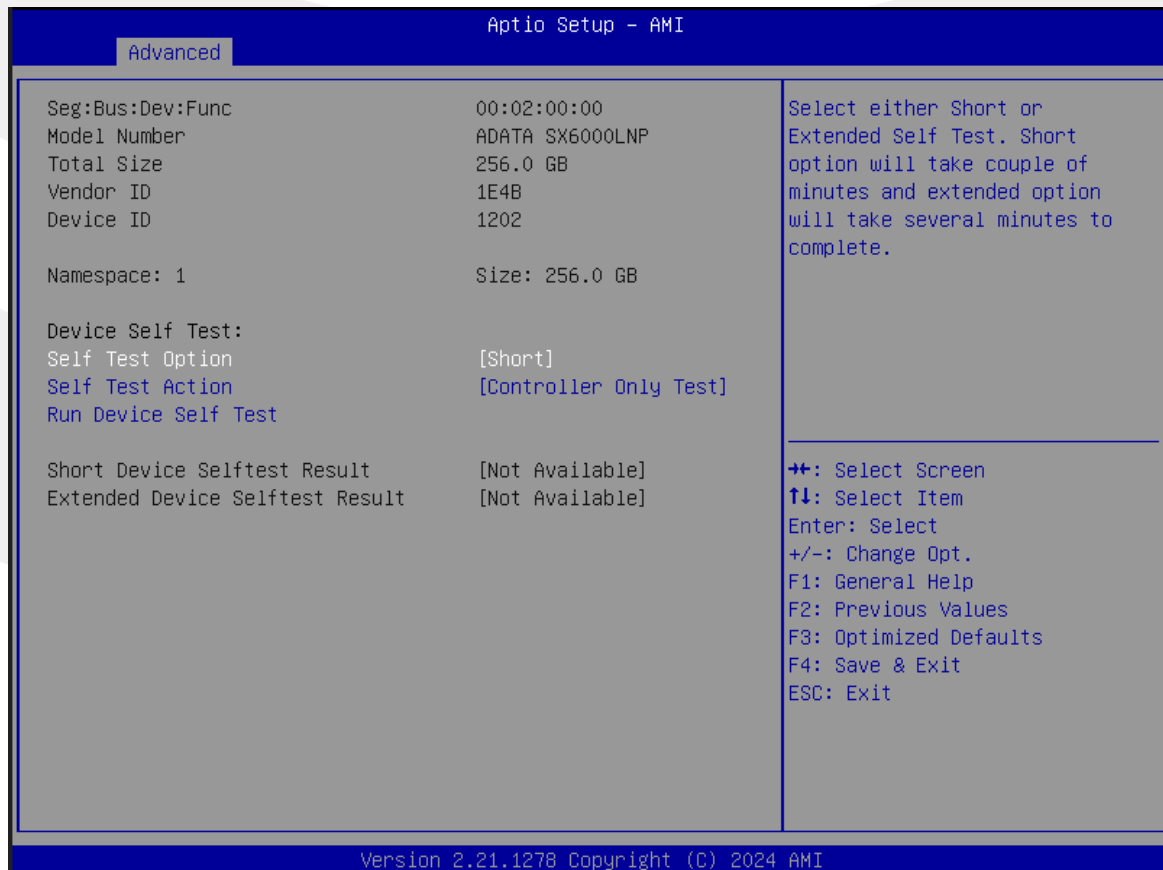 Aptio Setup - AMI
Advanced
Seg:Bus:Dev:Func 00:02:00:00
Model Number ADATA SX6000LNP
Total Size 256.0 GB
Vendor ID 1E4B
Device ID 1202
Namespace: 1 Size: 256.0 GB
Device Self Test:
Self Test Option [Short]
Self Test Action [Controller Only Test]
Run Device Self Test
Short Device Selftest Result [Not Available]
Extended Device Selftest Result [Not Available]
Select either Short or
Extended Self Test. Short
option will take couple of
minutes and extended option
will take several minutes to
complete.
→←: Select Screen
↑↓: Select Item
Enter: Select
+/-: Change Opt.
F1: General Help
F2: Previous Values
F3: Optimized Defaults
F4: Save & Exit
ESC: Exit
Version 2.21.1278 Copyright (C) 2024 AMI